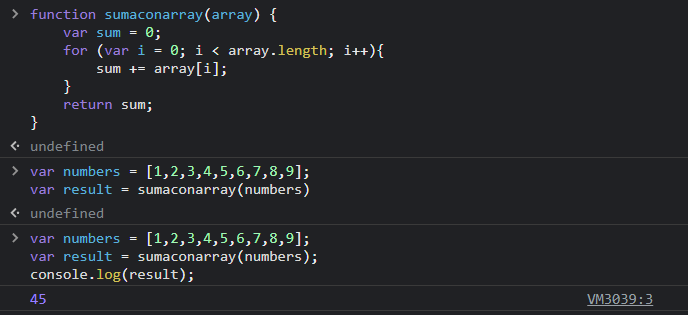 > function sumaconarray(array) {
    var sum = 0;
    for (var i = 0; i < array.length; i++){
        sum += array[i];
    }
    return sum;
}
undefined
> var numbers = [1,2,3,4,5,6,7,8,9];
var result = sumaconarray(numbers)
undefined
> var numbers = [1,2,3,4,5,6,7,8,9];
var result = sumaconarray(numbers);
console.log(result);
45 VM3039:3